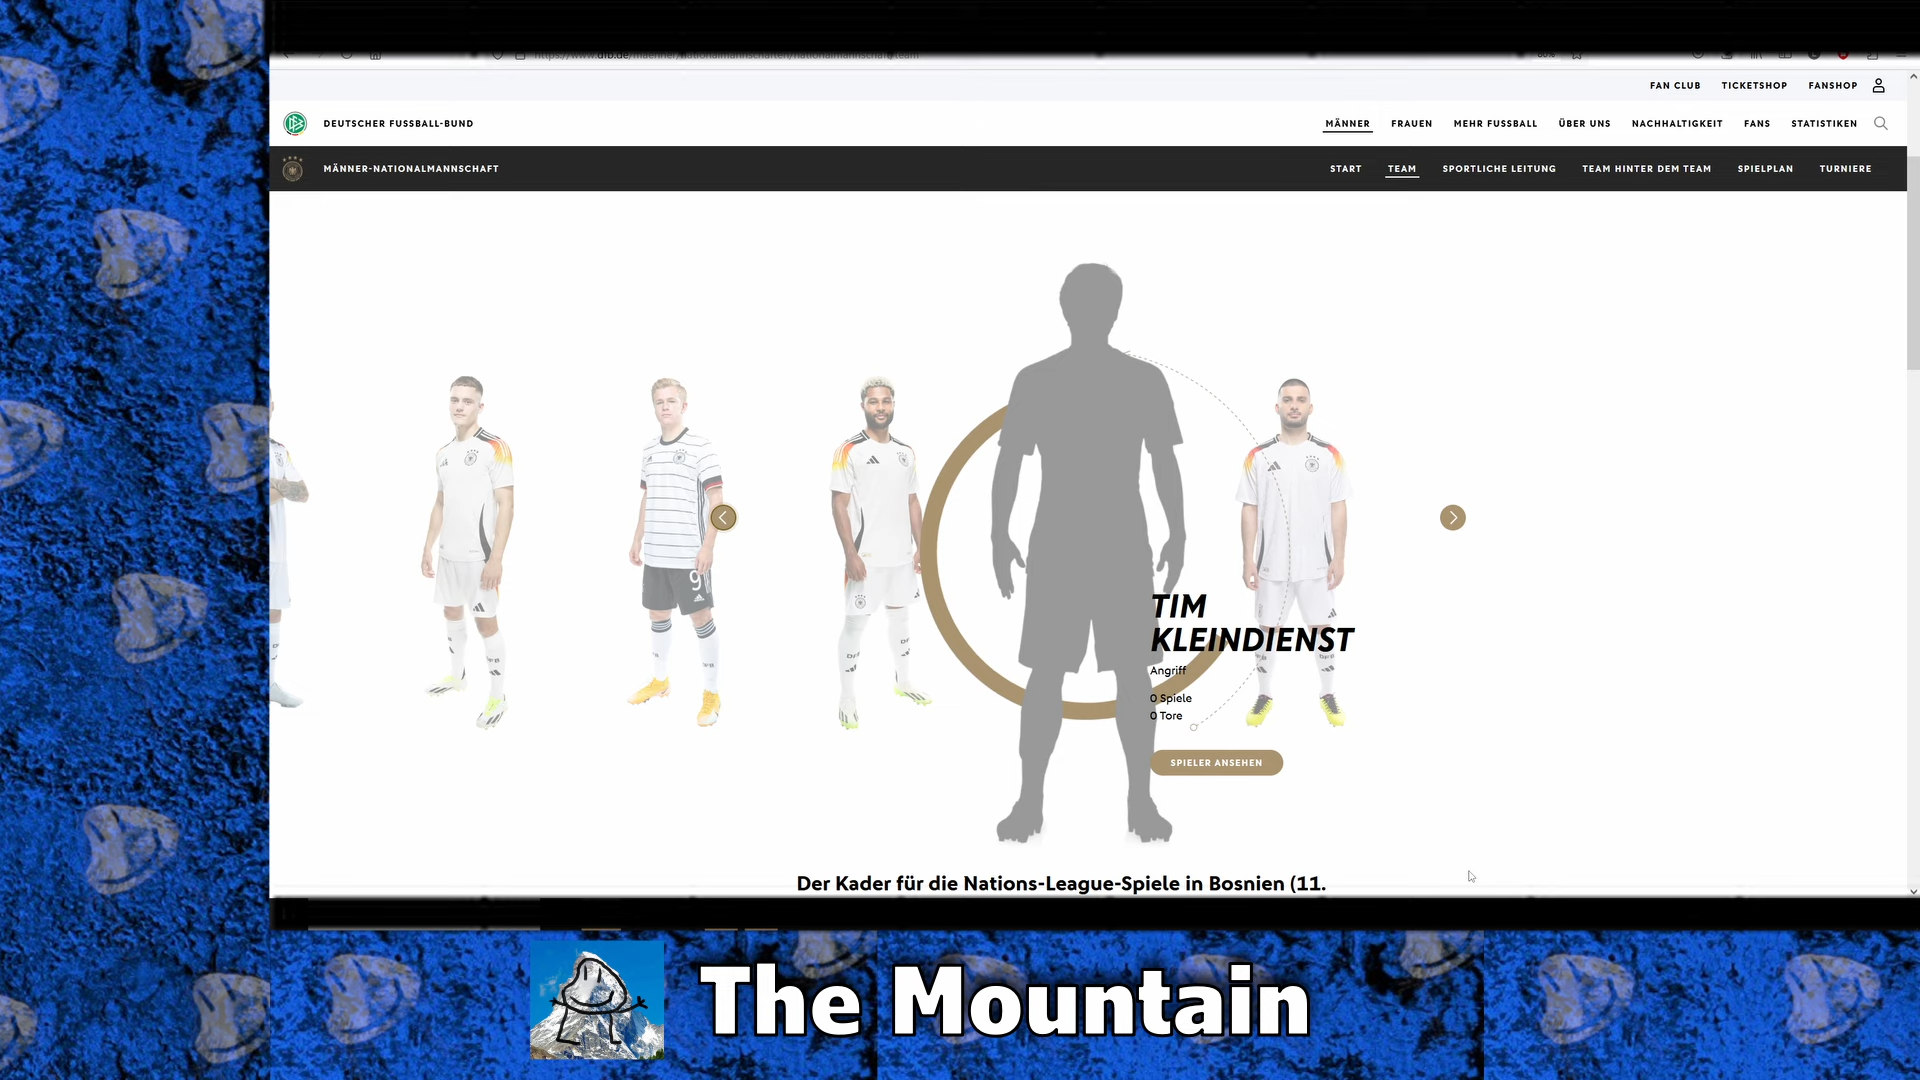 FAN CLUB TICKETSHOP FANSHOP
DEUTSCHER FUSSBALL-BUND MÄNNER FRAUEN MEHR FUSSBALL ÜBER UNS NACHHALTIGKEIT FANS STATISTIKEN
MÄNNER-NATIONALMANNSCHAFT START TEAM SPORTLICHE LEITUNG TEAM HINTER DEM TEAM SPIELPLAN TURNIERE
9
TIM
KLEINDIENST
Angriff
0 Spiele
0 Tore
SPIELER ANSEHEN
Der Kader für die Nations-League-Spiele in Bosnien (11.
The Mountain